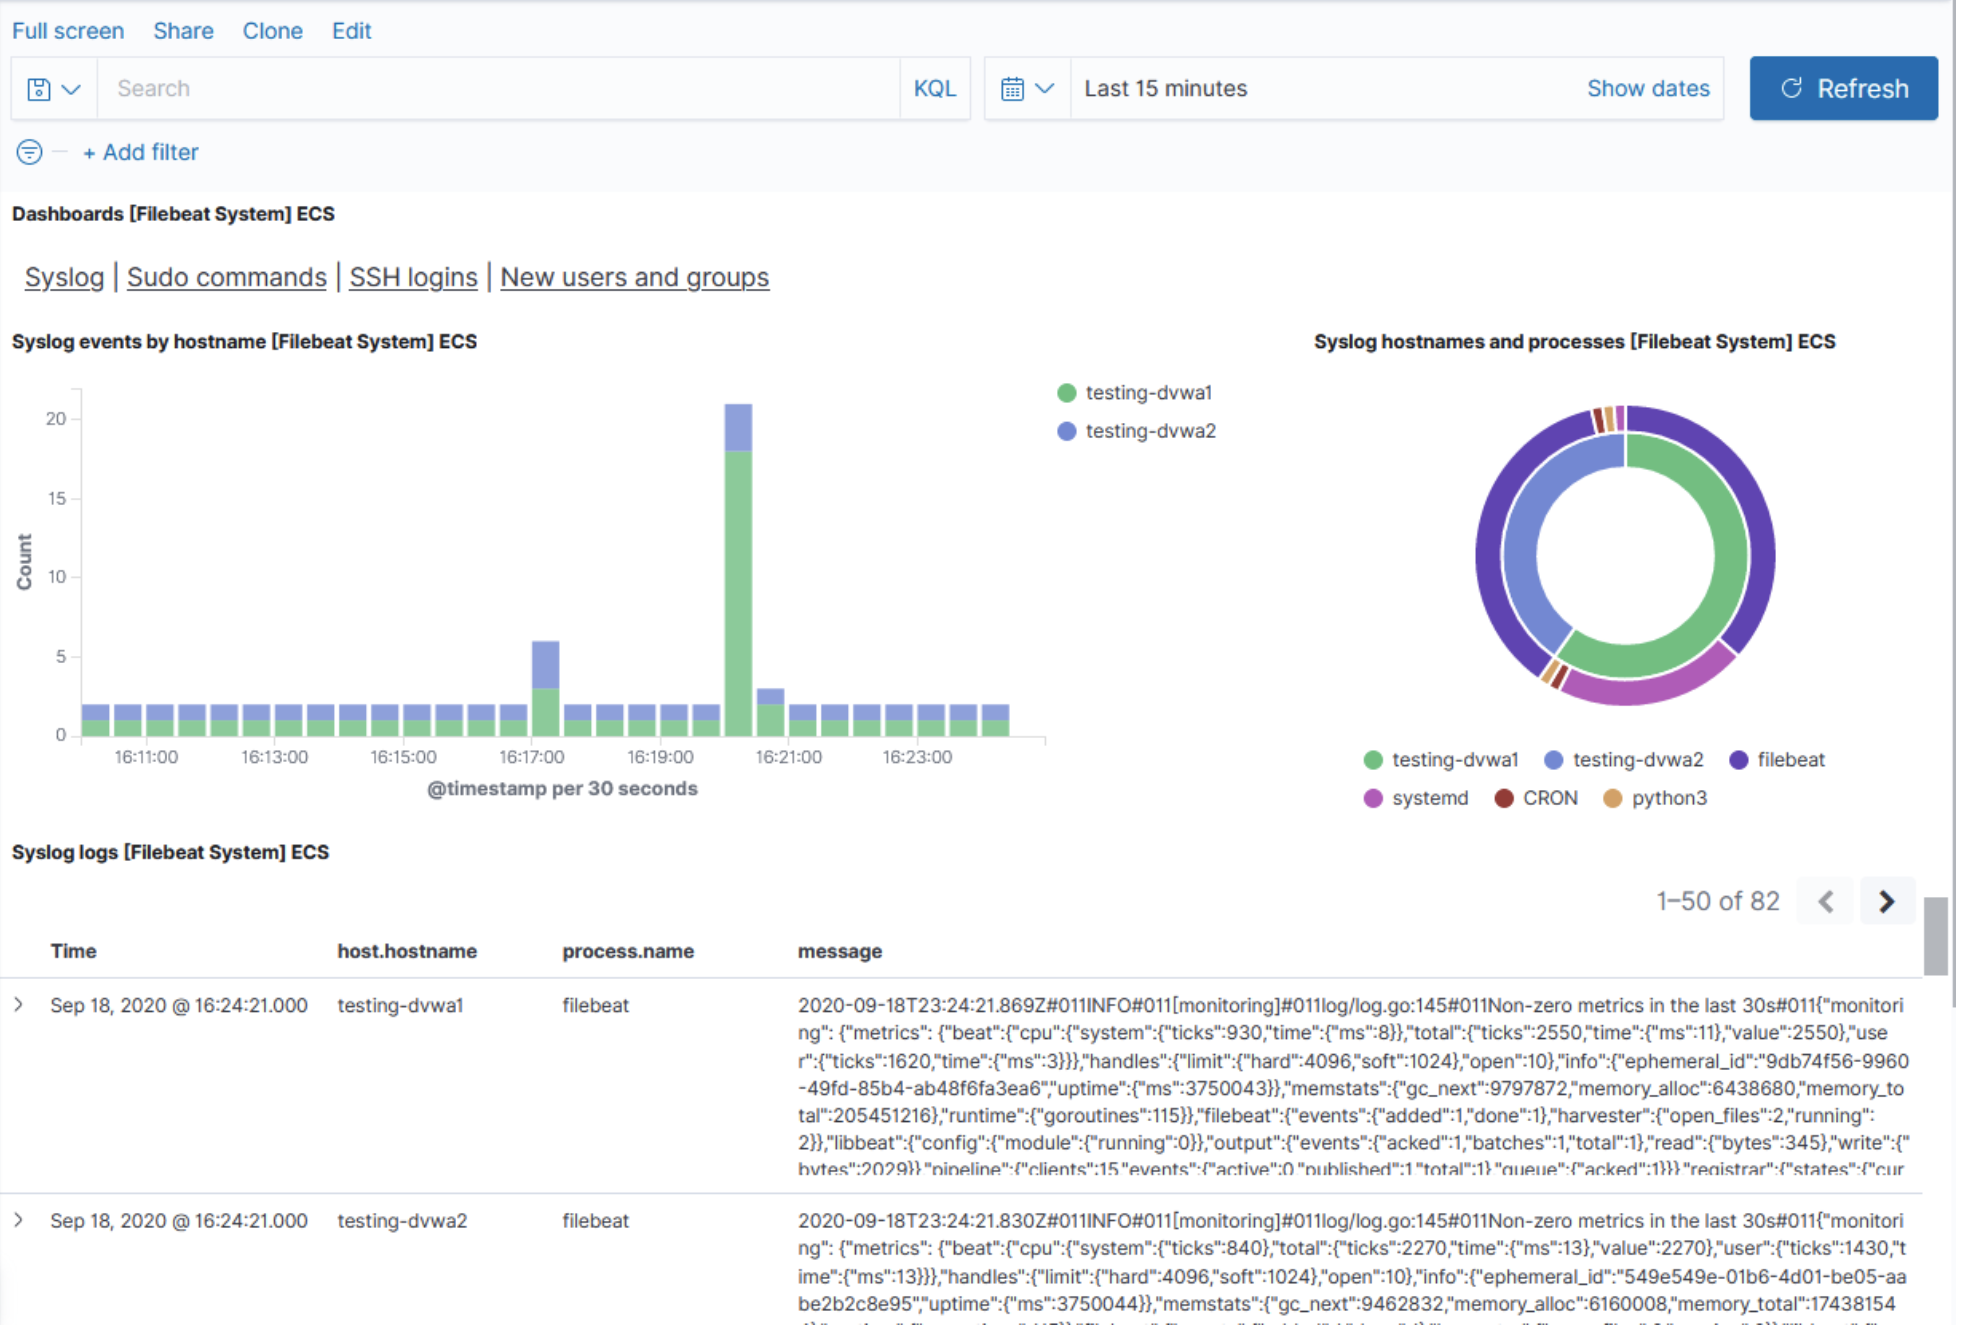 Full screen Share Clone Edit
Search KQL Last 15 minutes Show dates Refresh
+ Add filter
Dashboards [Filebeat System] ECS
Syslog | Sudo commands | SSH logins | New users and groups
Syslog events by hostname [Filebeat System] ECS
20
15
10
5
0
Count
16:11:00 16:13:00 16:15:00 16:17:00 16:19:00 16:21:00 16:23:00
@timestamp per 30 seconds
testing-dvwa1
testing-dvwa2
Syslog hostnames and processes [Filebeat System] ECS
testing-dvwa1 testing-dvwa2 filebeat
systemd CRON python3
Syslog logs [Filebeat System] ECS
1–50 of 82
Time host.hostname process.name message
Sep 18, 2020 @ 16:24:21.000 testing-dvwa1 filebeat 2020-09-18T23:24:21.869Z#011INFO#011[monitoring]#011log/log.go:145#011Non-zero metrics in the last 30s#011{"monitori
ng": {"metrics": {"beat":{"cpu":{"system":{"ticks":930,"time":{"ms":8}},"total":{"ticks":2550,"time":{"ms":11},"value":2550},"use
r":{"ticks":1620,"time":{"ms":3}}},"handles":{"limit":{"hard":4096,"soft":1024},"open":10},"info":{"ephemeral_id":"9db74f56-9960
-49fd-85b4-ab48f6fa3ea6","uptime":{"ms":3750043}},"memstats":{"gc_next":9797872,"memory_alloc":6438680,"memory_to
tal":205451216},"runtime":{"goroutines":115}},"filebeat":{"events":{"added":1,"done":1},"harvester":{"open_files":2,"running":
2}},"libbeat":{"config":{"module":{"running":0}},"output":{"events":{"acked":1,"batches":1,"total":1},"read":{"bytes":345},"write":{"
bytes":2029}},"pipeline":{"clients":15,"events":{"active":0,"published":1,"total":1},"queue":{"acked":1}}},"registrar":{"states":{"cur
Sep 18, 2020 @ 16:24:21.000 testing-dvwa2 filebeat 2020-09-18T23:24:21.830Z#011INFO#011[monitoring]#011log/log.go:145#011Non-zero metrics in the last 30s#011{"monitori
ng": {"metrics": {"beat":{"cpu":{"system":{"ticks":840},"total":{"ticks":2270,"time":{"ms":13},"value":2270},"user":{"ticks":1430,"t
ime":{"ms":13}}},"handles":{"limit":{"hard":4096,"soft":1024},"open":10},"info":{"ephemeral_id":"549e549e-01b6-4d01-be05-aa
be2b2c8e95","uptime":{"ms":3750044}},"memstats":{"gc_next":9462832,"memory_alloc":6160008,"memory_total":17438154